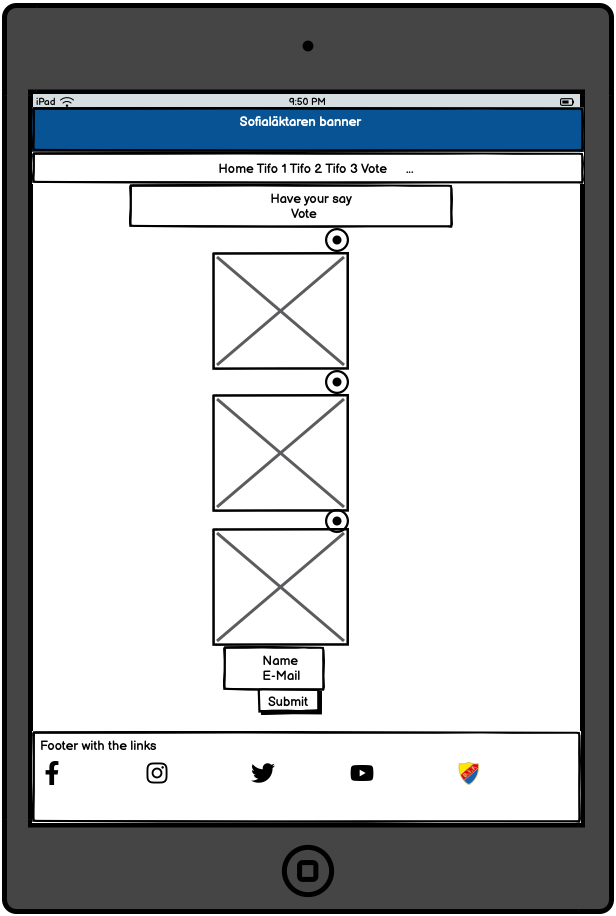 iPad
9:50 PM
Sofialäktaren banner
Home Tifo 1 Tifo 2 Tifo 3 Vote ...
Have your say
Vote
Name
E-Mail
Submit
Footer with the links